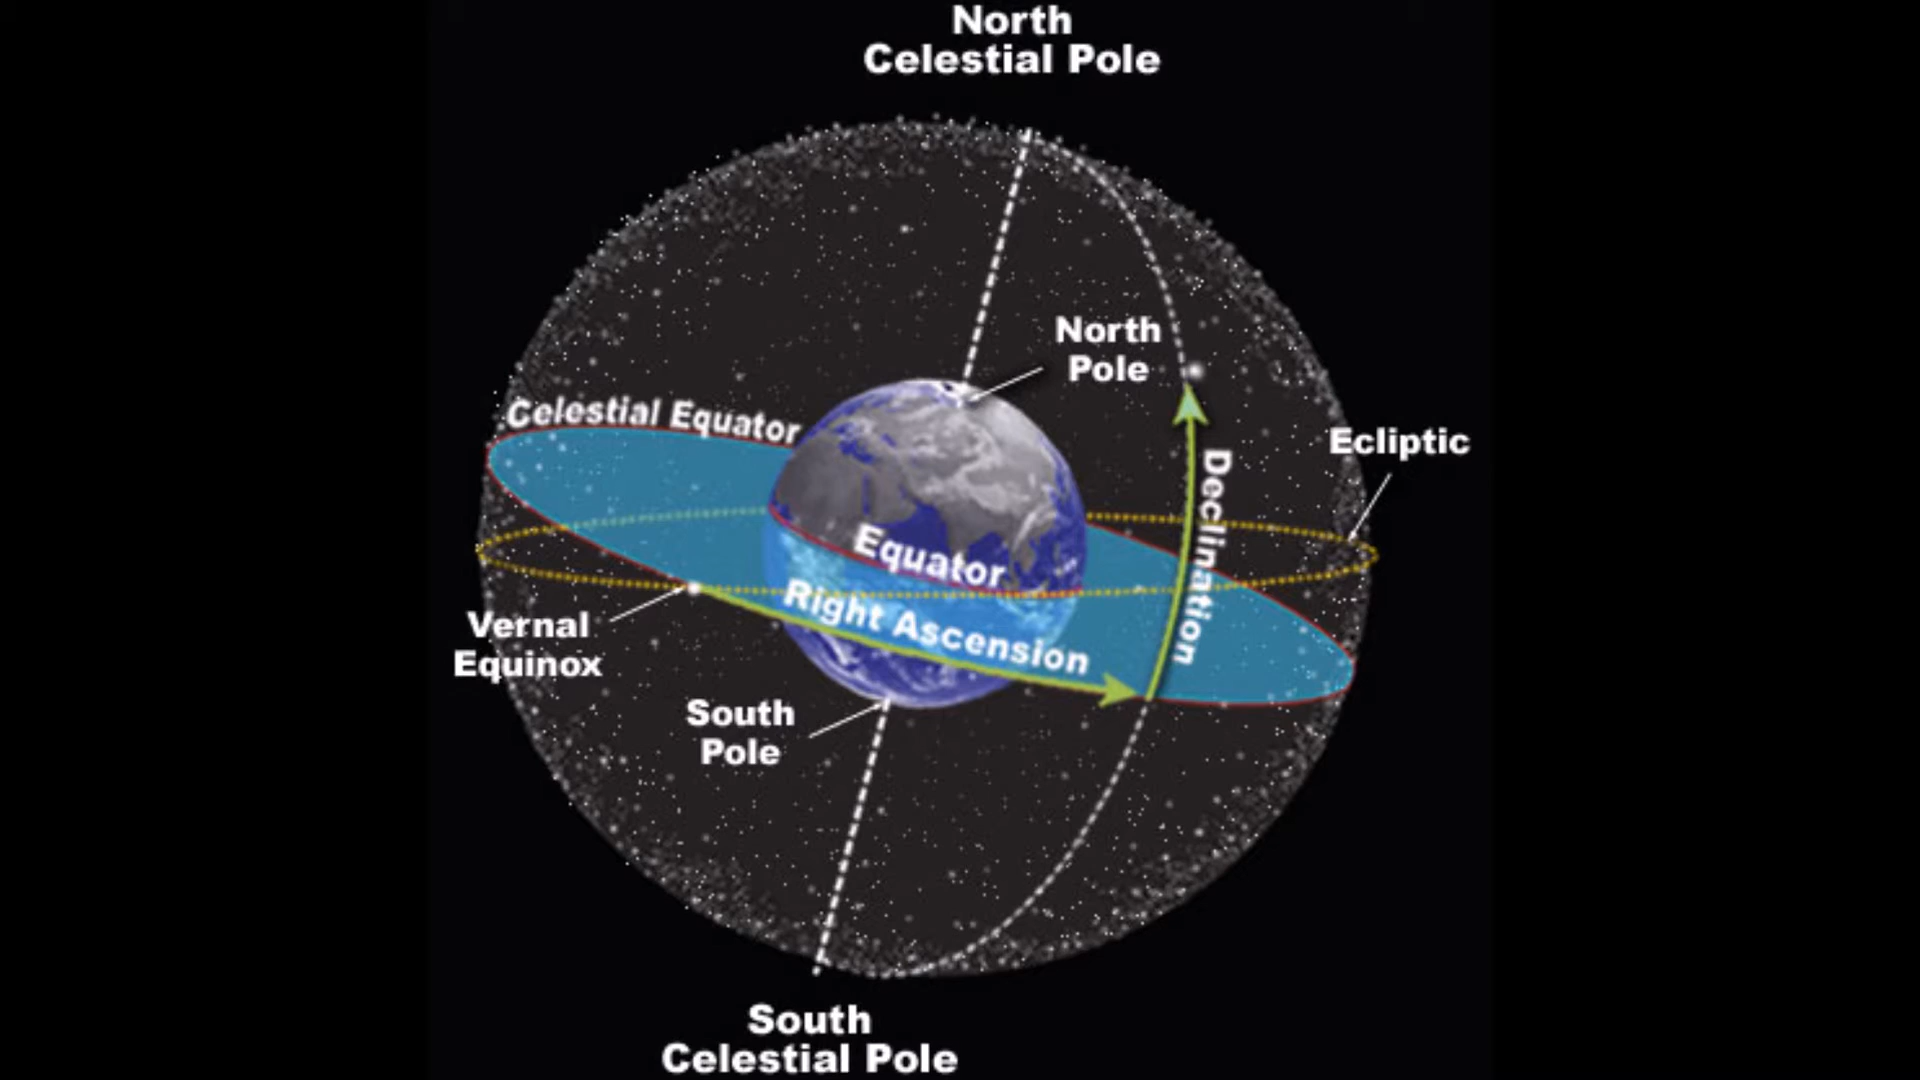 North
Celestial Pole
North
Pole
Celestial Equator
Ecliptic
Declination
Equator
Right Ascension
Vernal
Equinox
South
Pole
South
Celestial Pole